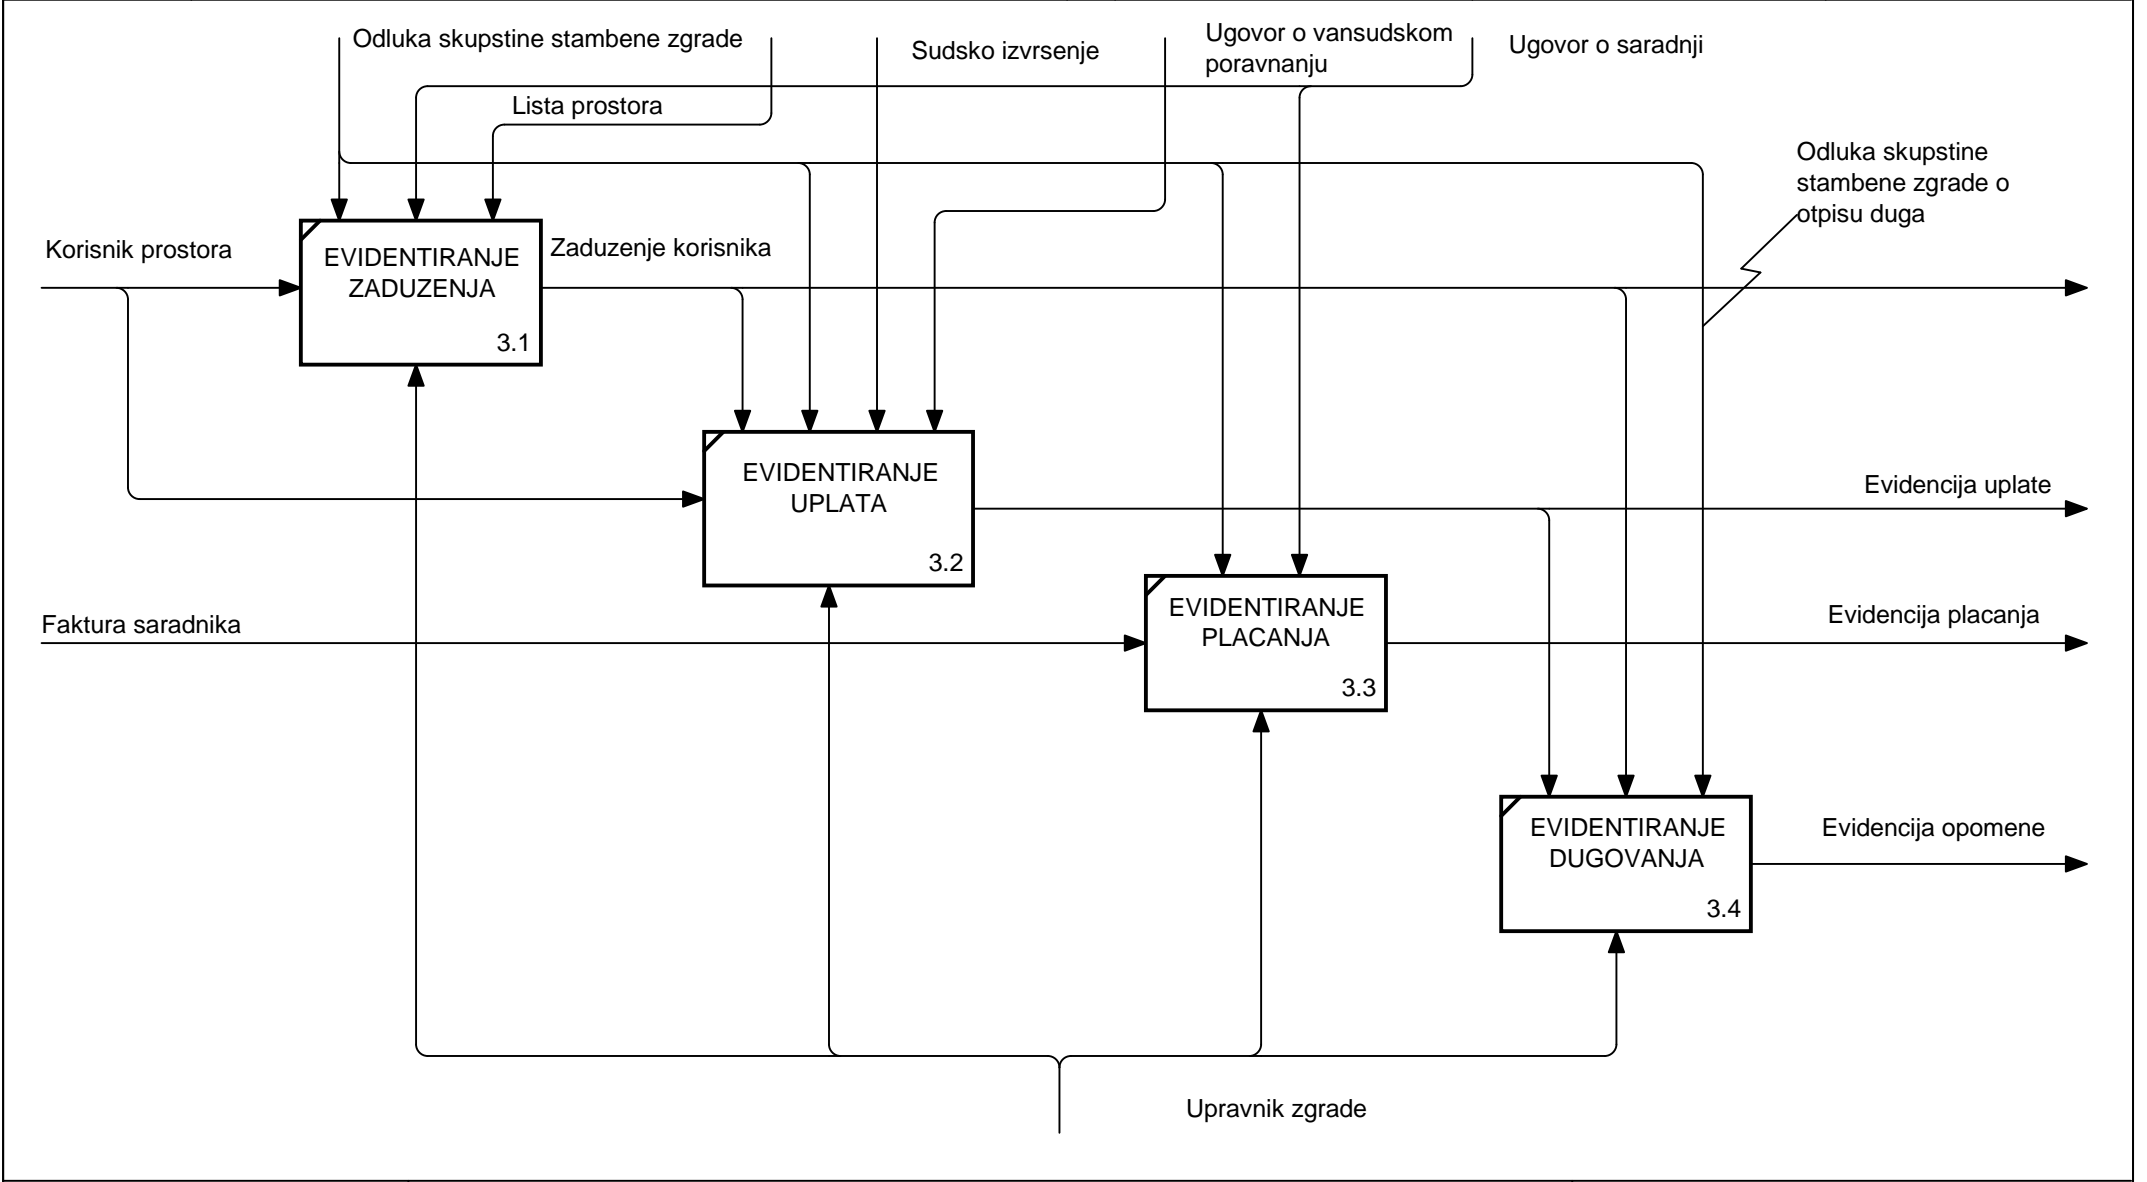 Odluka skupstine stambene zgrade
Sudsko izvrsenje
Ugovor o vansudskom
poravnanju
Ugovor o saradnji
Lista prostora
Odluka skupstine
stambene zgrade o
otpisu duga
Korisnik prostora
EVIDENTIRANJE
ZADUZENJA
3.1
Zaduzenje korisnika
EVIDENTIRANJE
UPLATA
3.2
Evidencija uplate
Faktura saradnika
EVIDENTIRANJE
PLACANJA
3.3
Evidencija placanja
EVIDENTIRANJE
DUGOVANJA
3.4
Evidencija opomene
Upravnik zgrade